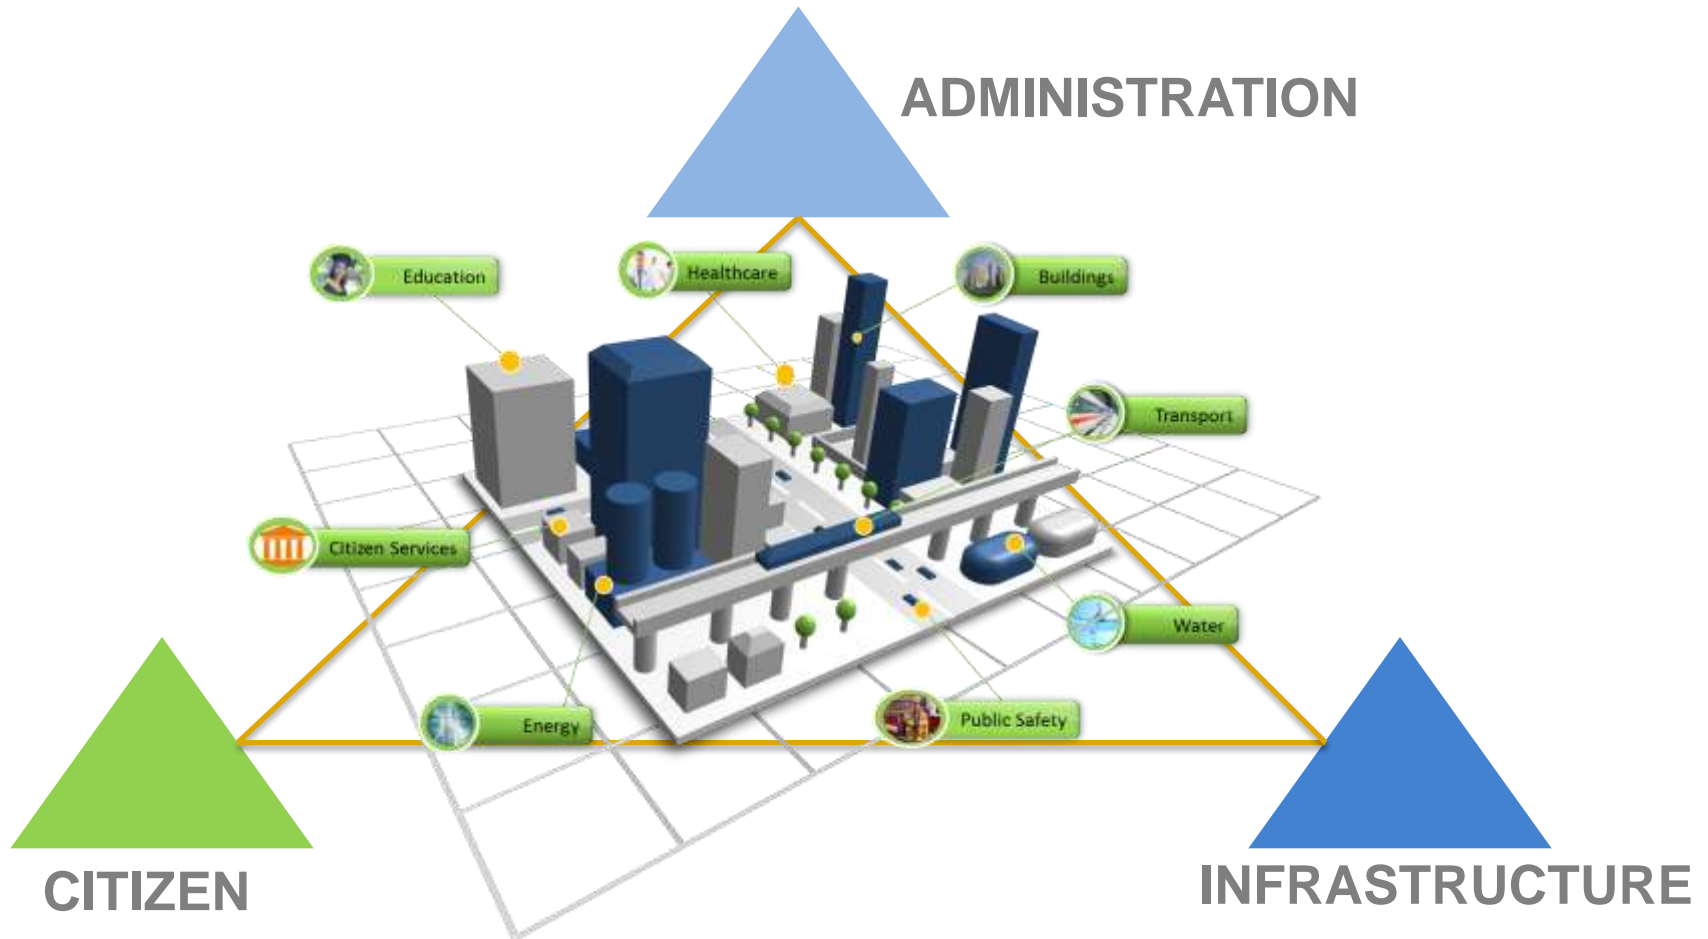 ADMINISTRATION
Education
Healthcare
Buildings
Transport
Citizen Services
Water
Energy
Public Safety
CITIZEN
INFRASTRUCTURE